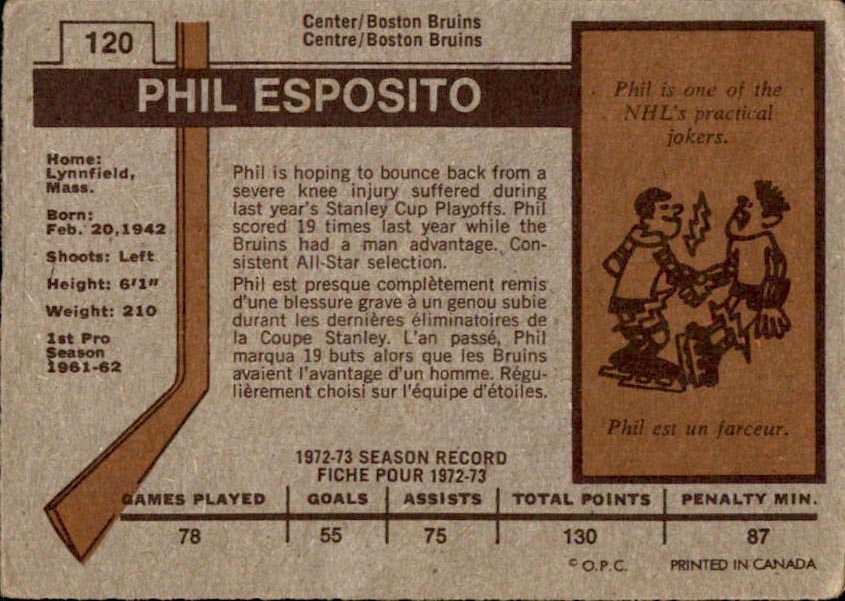 120
Center/Boston Bruins
Centre/Boston Bruins
PHIL ESPOSITO
Home:
Lynnfield,
Mass.
Born:
Feb. 20,1942
Shoots: Left
Height: 6'1"
Weight: 210
1st Pro
Season
1961-62
Phil is hoping to bounce back from a
severe knee injury suffered during
last year's Stanley Cup Playoffs. Phil
scored 19 times last year while the
Bruins had a man advantage. Con-
sistent All-Star selection.
Phil est presque complètement remis
d'une blessure grave à un genou subie
durant les dernières éliminatoires de
la Coupe Stanley. L'an passé, Phil
marqua 19 buts alors que les Bruins
avaient l'avantage d'un homme. Régu-
lièrement choisi sur l'équipe d'étoiles.
Phil is one of the
NHL's practical
jokers.
Phil est un farceur.
1972-73 SEASON RECORD
FICHE POUR 1972-73
GAMES PLAYED GOALS ASSISTS TOTAL POINTS PENALTY MIN.
78 55 75 130 87
© O.P.C. PRINTED IN CANADA